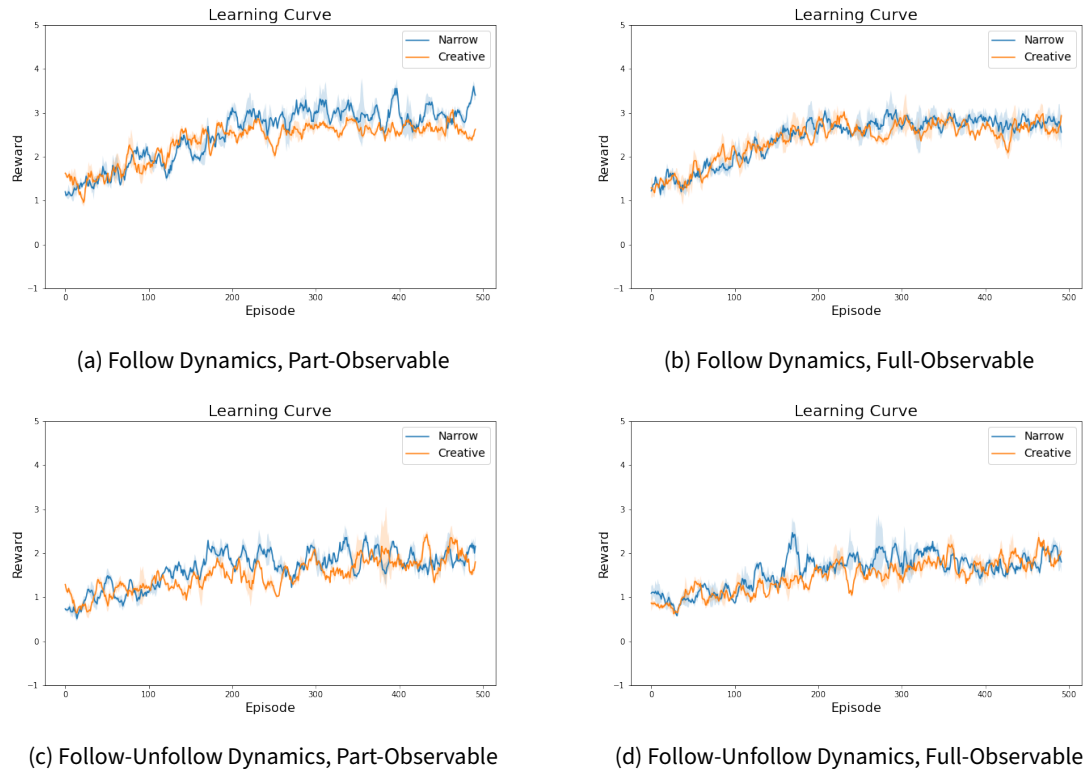 Learning Curve
Narrow
Creative
Reward
5
4
3
2
1
0
−1
0 100 200 300 400 500
Episode
(a) Follow Dynamics, Part-Observable
Learning Curve
Narrow
Creative
Reward
5
4
3
2
1
0
−1
0 100 200 300 400 500
Episode
(b) Follow Dynamics, Full-Observable
Learning Curve
Narrow
Creative
Reward
5
4
3
2
1
0
−1
0 100 200 300 400 500
Episode
(c) Follow-Unfollow Dynamics, Part-Observable
Learning Curve
Narrow
Creative
Reward
5
4
3
2
1
0
−1
0 100 200 300 400 500
Episode
(d) Follow-Unfollow Dynamics, Full-Observable